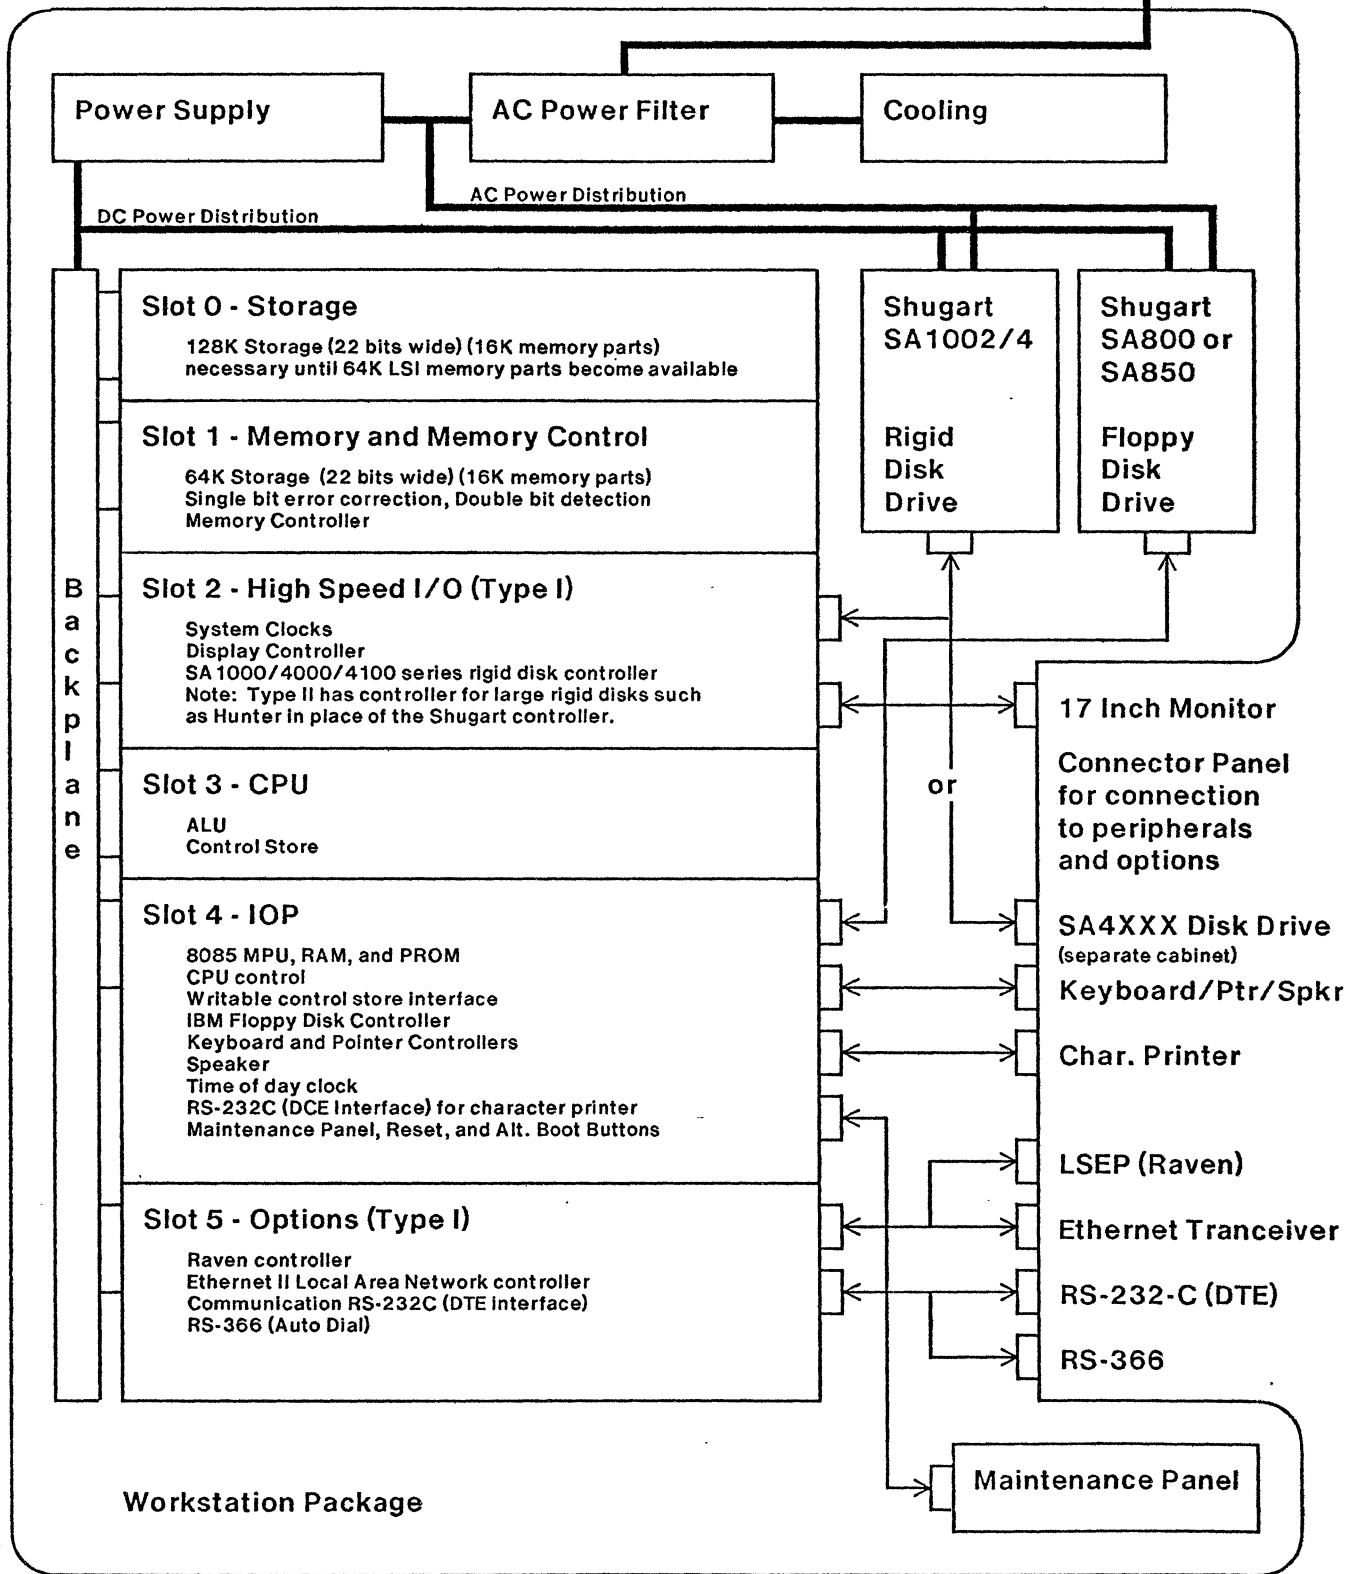 Power Supply
AC Power Filter
Cooling
AC Power Distribution
DC Power Distribution
Backplane
Slot 0 - Storage
128K Storage (22 bits wide) (16K memory parts)
necessary until 64K LSI memory parts become available
Slot 1 - Memory and Memory Control
64K Storage (22 bits wide) (16K memory parts)
Single bit error correction, Double bit detection
Memory Controller
Slot 2 - High Speed I/O (Type I)
System Clocks
Display Controller
SA1000/4000/4100 series rigid disk controller
Note: Type II has controller for large rigid disks such
as Hunter in place of the Shugart controller.
Slot 3 - CPU
ALU
Control Store
Slot 4 - IOP
8085 MPU, RAM, and PROM
CPU control
Writable control store interface
IBM Floppy Disk Controller
Keyboard and Pointer Controllers
Speaker
Time of day clock
RS-232C (DCE Interface) for character printer
Maintenance Panel, Reset, and Alt. Boot Buttons
Slot 5 - Options (Type I)
Raven controller
Ethernet II Local Area Network controller
Communication RS-232C (DTE interface)
RS-366 (Auto Dial)
Shugart
SA1002/4
Rigid
Disk
Drive
Shugart
SA800 or
SA850
Floppy
Disk
Drive
or
17 Inch Monitor
Connector Panel
for connection
to peripherals
and options
SA4XXX Disk Drive
(separate cabinet)
Keyboard/Ptr/Spkr
Char. Printer
LSEP (Raven)
Ethernet Tranceiver
RS-232-C (DTE)
RS-366
Maintenance Panel
Workstation Package